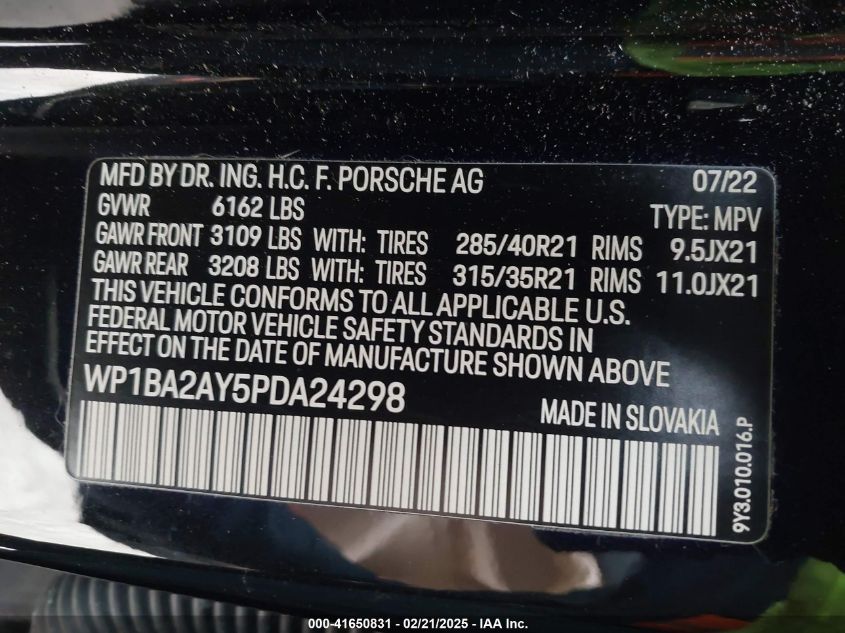 MFD BY DR. ING. H.C. F. PORSCHE AG 07/22
GVWR 6162 LBS TYPE: MPV
GAWR FRONT 3109 LBS WITH: TIRES 285/40R21 RIMS 9.5JX21
GAWR REAR 3208 LBS WITH: TIRES 315/35R21 RIMS 11.0JX21
THIS VEHICLE CONFORMS TO ALL APPLICABLE U.S.
FEDERAL MOTOR VEHICLE SAFETY STANDARDS IN
EFFECT ON THE DATE OF MANUFACTURE SHOWN ABOVE
WP1BA2AY5PDA24298 MADE IN SLOVAKIA
9Y3.010.016.P
000-41650831 - 02/21/2025 - IAA Inc.